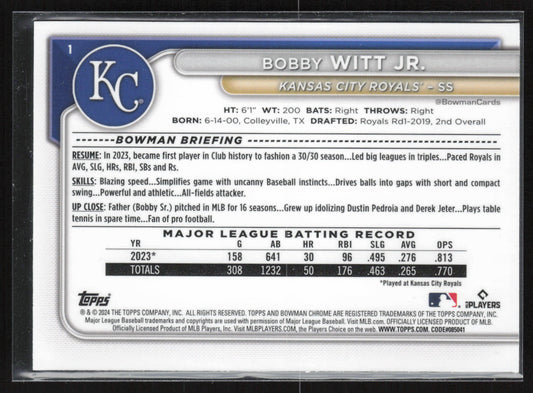 1
KC
BOBBY WITT JR.
KANSAS CITY ROYALS® – SS
@BowmanCards
HT: 6'1" WT: 200 BATS: Right THROWS: Right
BORN: 6-14-00, Colleyville, TX DRAFTED: Royals Rd1-2019, 2nd Overall
BOWMAN BRIEFING
RESUME: In 2023, became first player in Club history to fashion a 30/30 season...Led big leagues in triples...Paced Royals in
AVG, SLG, HRs, RBI, SBs and Rs.
SKILLS: Blazing speed...Simplifies game with uncanny Baseball instincts...Drives balls into gaps with short and compact
swing...Powerful and athletic...All-fields attacker.
UP CLOSE: Father (Bobby Sr.) pitched in MLB for 16 seasons...Grew up idolizing Dustin Pedroia and Derek Jeter...Plays table
tennis in spare time...Fan of pro football.
MAJOR LEAGUE BATTING RECORD
YR G AB HR RBI SLG AVG OPS
2023* 158 641 30 96 .495 .276 .813
TOTALS 308 1232 50 176 .463 .265 .770
*Played at Kansas City Royals
topps MLB PLAYERS
® & © 2024 THE TOPPS COMPANY, INC. ALL RIGHTS RESERVED. TOPPS AND BOWMAN CHROME ARE REGISTERED TRADEMARKS OF THE TOPPS COMPANY, INC.
Major League Baseball trademarks and copyrights are used with permission of Major League Baseball. Visit MLB.com. OFFICIALLY LICENSED PRODUCT OF MLB
Officially Licensed Product of MLB Players, Inc. Visit MLBPLAYERS.COM, the Players Choice on the web. WWW.TOPPS.COM. CODE#085041